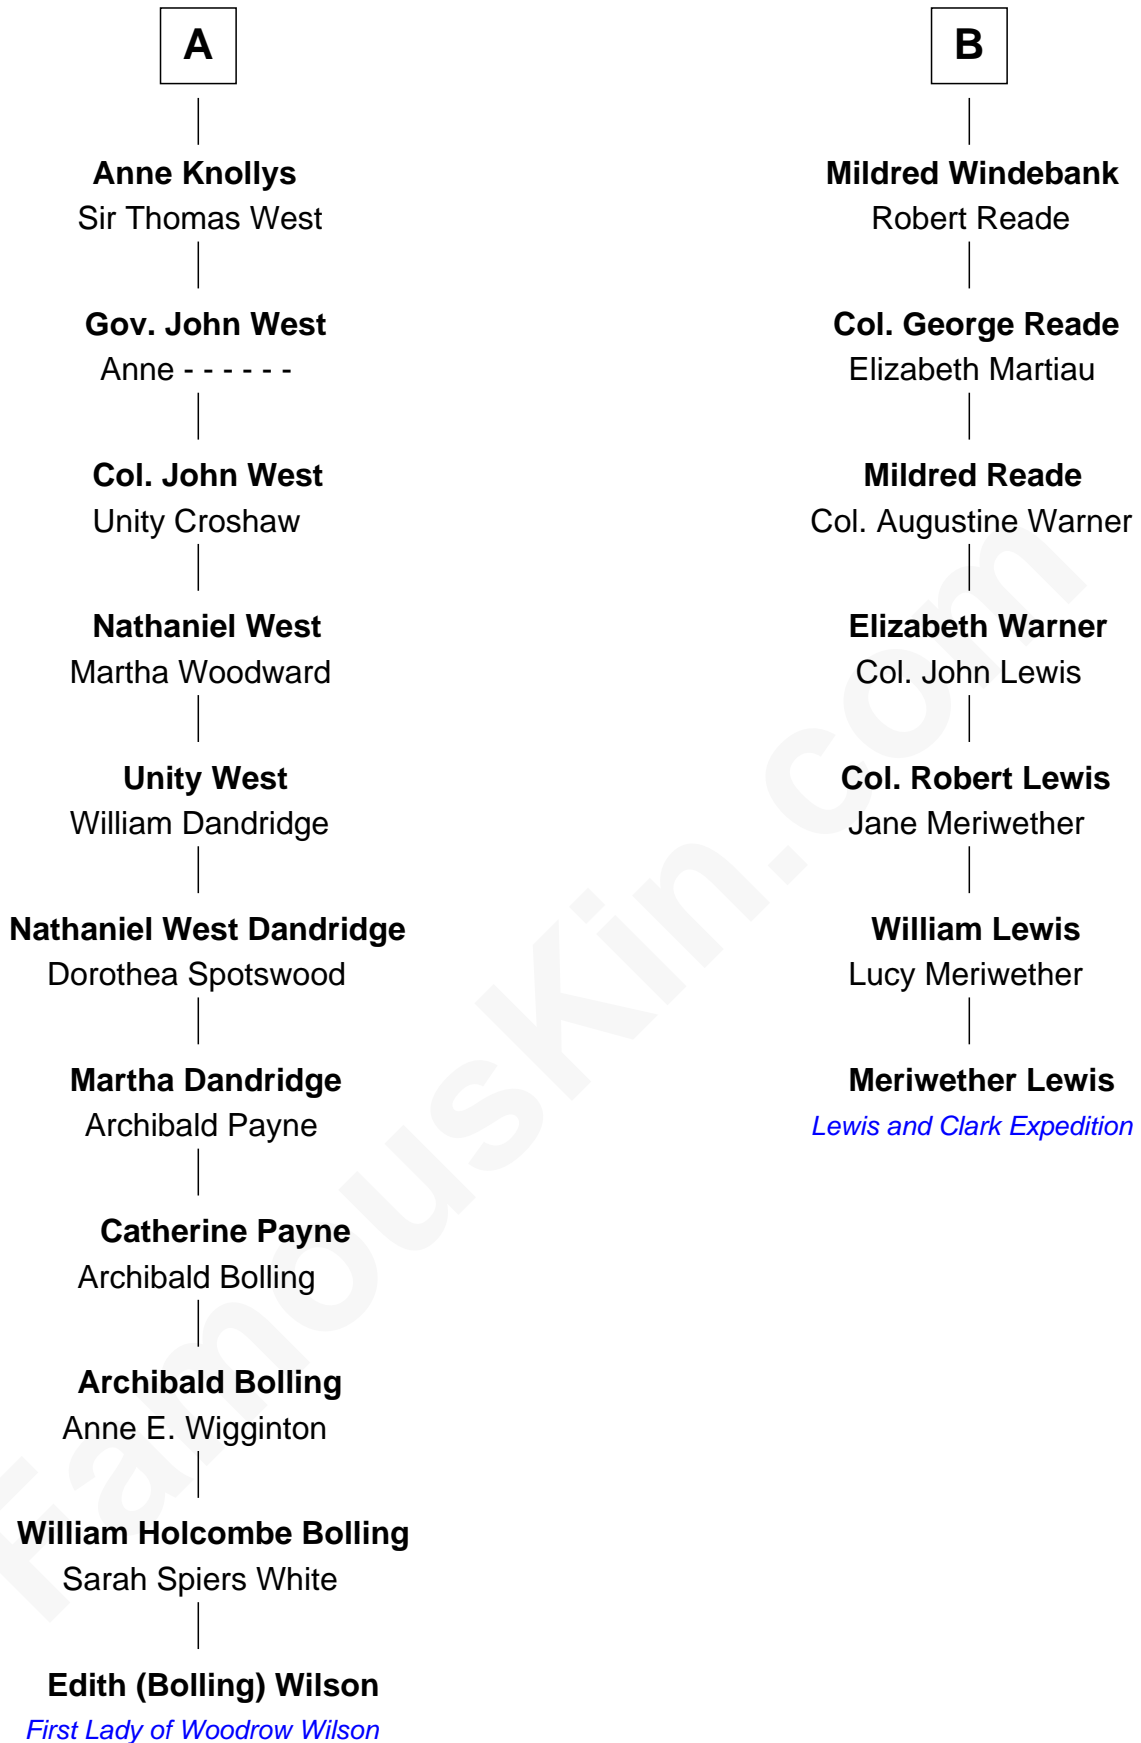 A
Anne Knollys
Sir Thomas West
Gov. John West
Anne - - - - - -
Col. John West
Unity Croshaw
Nathaniel West
Martha Woodward
Unity West
William Dandridge
Nathaniel West Dandridge
Dorothea Spotswood
Martha Dandridge
Archibald Payne
Catherine Payne
Archibald Bolling
Archibald Bolling
Anne E. Wigginton
William Holcombe Bolling
Sarah Spiers White
Edith (Bolling) Wilson
First Lady of Woodrow Wilson
B
Mildred Windebank
Robert Reade
Col. George Reade
Elizabeth Martiau
Mildred Reade
Col. Augustine Warner
Elizabeth Warner
Col. John Lewis
Col. Robert Lewis
Jane Meriwether
William Lewis
Lucy Meriwether
Meriwether Lewis
Lewis and Clark Expedition
FamousKin.com